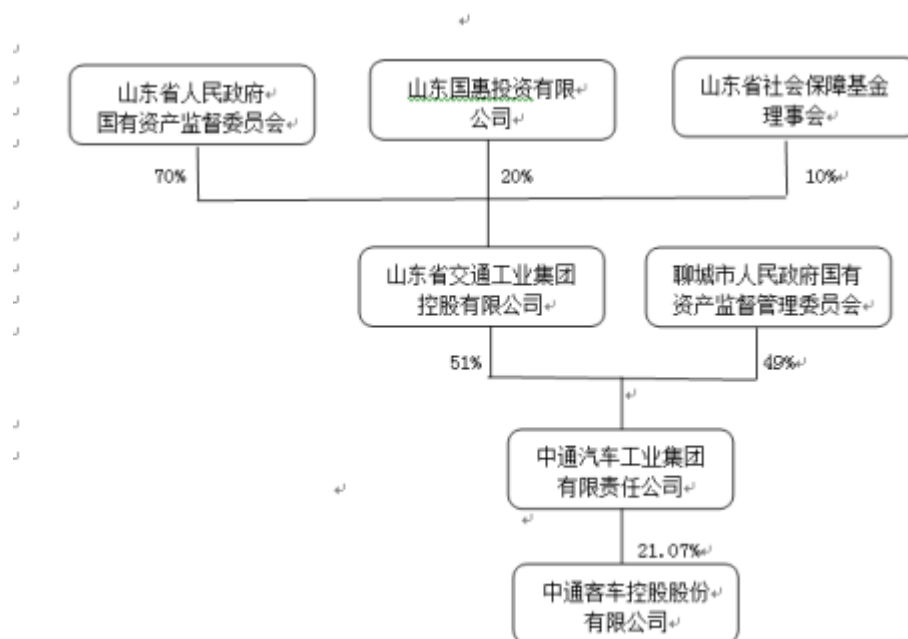 山东省人民政府
国有资产监督委员会
山东国惠投资有限
公司
山东省社会保障基金
理事会
70%
20%
10%
山东省交通工业集团
控股有限公司
聊城市人民政府国有
资产监督管理委员会
51%
49%
中通汽车工业集团
有限责任公司
21.07%
中通客车控股股份
有限公司